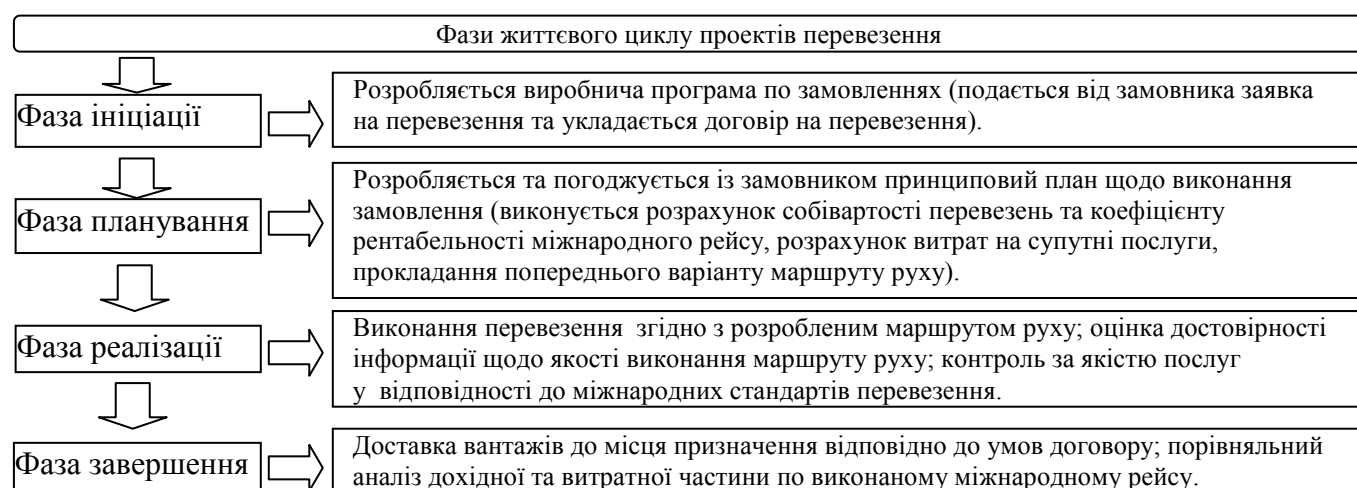 Фази життєвого циклу проектів перевезення
Фаза ініціації
Розробляється виробнича програма по замовленнях (подається від замовника заявка
на перевезення та укладається договір на перевезення).
Фаза планування
Розробляється та погоджується із замовником принциповий план щодо виконання
замовлення (виконується розрахунок собівартості перевезень та коефіцієнту
рентабельності міжнародного рейсу, розрахунок витрат на супутні послуги,
прокладання попереднього варіанту маршруту руху).
Фаза реалізації
Виконання перевезення згідно з розробленим маршрутом руху; оцінка достовірності
інформації щодо якості виконання маршруту руху; контроль за якістю послуг
у відповідності до міжнародних стандартів перевезення.
Фаза завершення
Доставка вантажів до місця призначення відповідно до умов договору; порівняльний
аналіз дохідної та витратної частини по виконаному міжнародному рейсу.